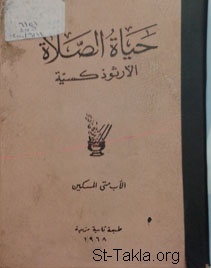 حياة الصلاة
الأرثوذكسية
الأب متى المسكين
طبعة ثانية مزيدة
١٩٦٨
St-Takla.org